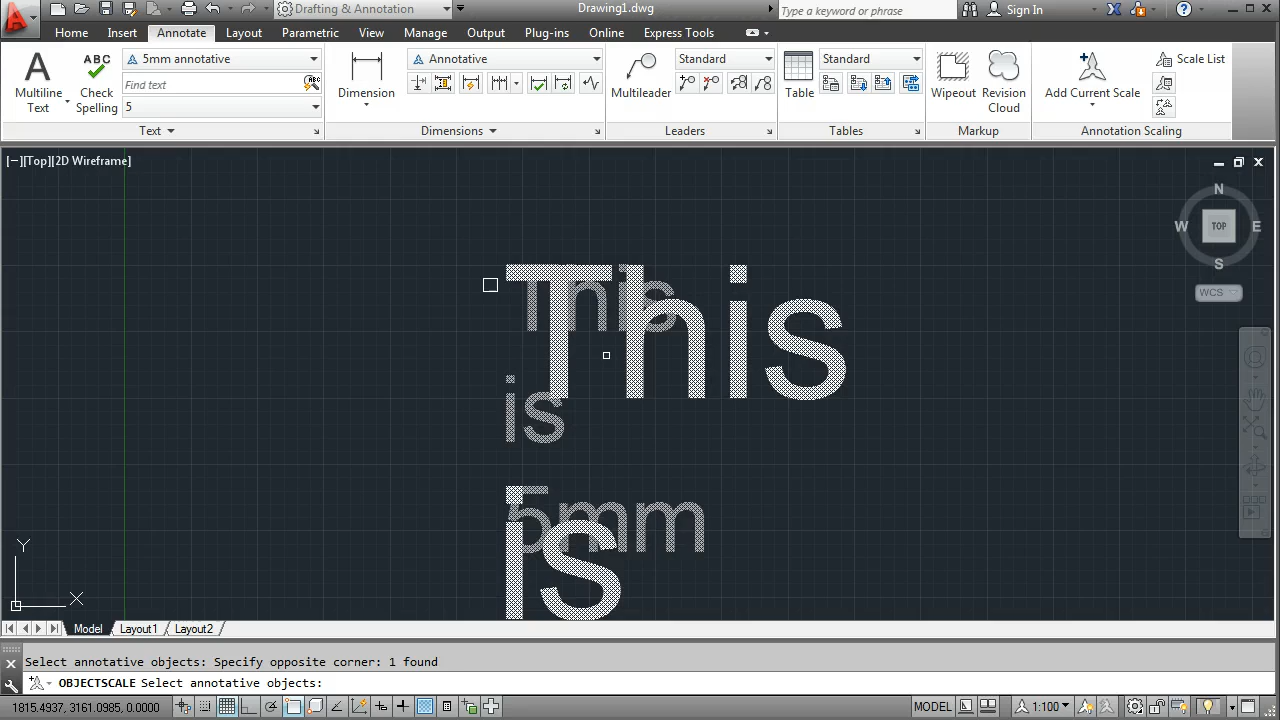 Drafting & Annotation
Drawing1.dwg
Type a keyword or phrase
Sign In
Home Insert Annotate Layout Parametric View Manage Output Plug-ins Online Express Tools
A
Multiline
Text
ABC
Check
Spelling
5mm annotative
Find text
5
Dimension
Annotative
Multileader
Standard
Table
Standard
Wipeout
Revision
Cloud
Add Current Scale
Scale List
Text
Dimensions
Leaders
Tables
Markup
Annotation Scaling
[−][Top][2D Wireframe]
N
W TOP E
S
WCS
This
This
is
5mm
is
Y
X
Model Layout1 Layout2
Select annotative objects: Specify opposite corner: 1 found
OBJECTSCALE Select annotative objects:
1815.4937, 3161.0985, 0.0000
MODEL
1:100